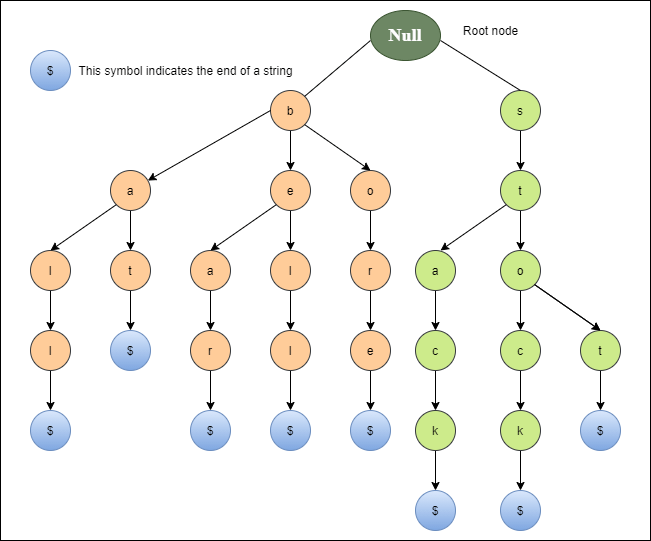 Null
Root node
$ This symbol indicates the end of a string
b s
a e o t
l t a l r a o
l $ r l e c c t
$ $ $ $ k k $
$ $